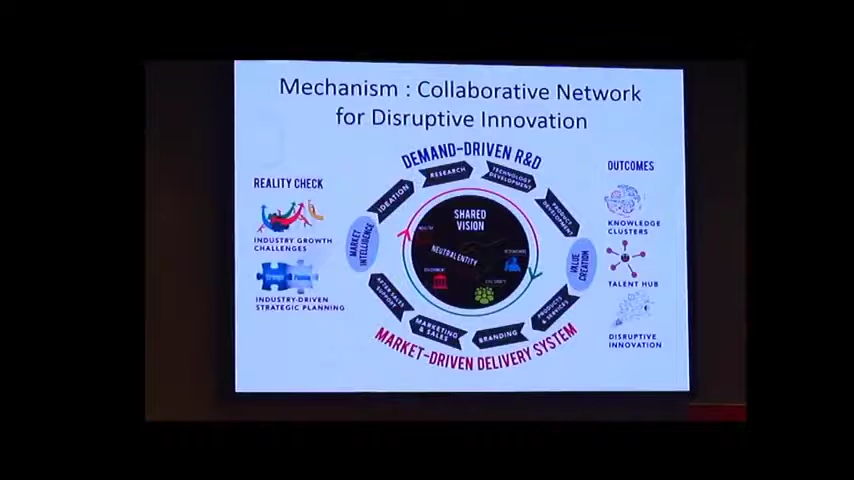 Mechanism : Collaborative Network
for Disruptive Innovation
DEMAND-DRIVEN R&D
REALITY CHECK
INDUSTRY GROWTH
CHALLENGES
INDUSTRY-DRIVEN
STRATEGIC PLANNING
MARKET
INTELLIGENCE
IDEATION
RESEARCH
TECHNOLOGY
DEVELOPMENT
PRODUCT
DEVELOPMENT
VALUE
CREATION
PRODUCTS
& SERVICES
BRANDING
MARKETING
& SALES
AFTER SALES
SUPPORT
SHARED
VISION
NEUTRAL ENTITY
MARKET-DRIVEN DELIVERY SYSTEM
OUTCOMES
KNOWLEDGE
CLUSTERS
TALENT HUB
DISRUPTIVE
INNOVATION